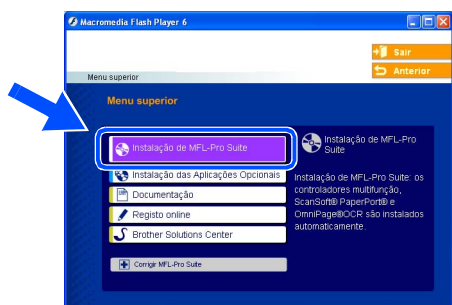 Macromedia Flash Player 6
Sair
Anterior
Menu superior
Menu superior
Instalação de MFL-Pro Suite
Instalação das Aplicações Opcionais
Documentação
Registo online
Brother Solutions Center
Corrigir MFL-Pro Suite
Instalação de MFL-Pro
Suite
Instalação de MFL-Pro Suite: os
controladores multifunção,
ScanSoft® PaperPort® e
OmniPage®OCR são instalados
automaticamente.